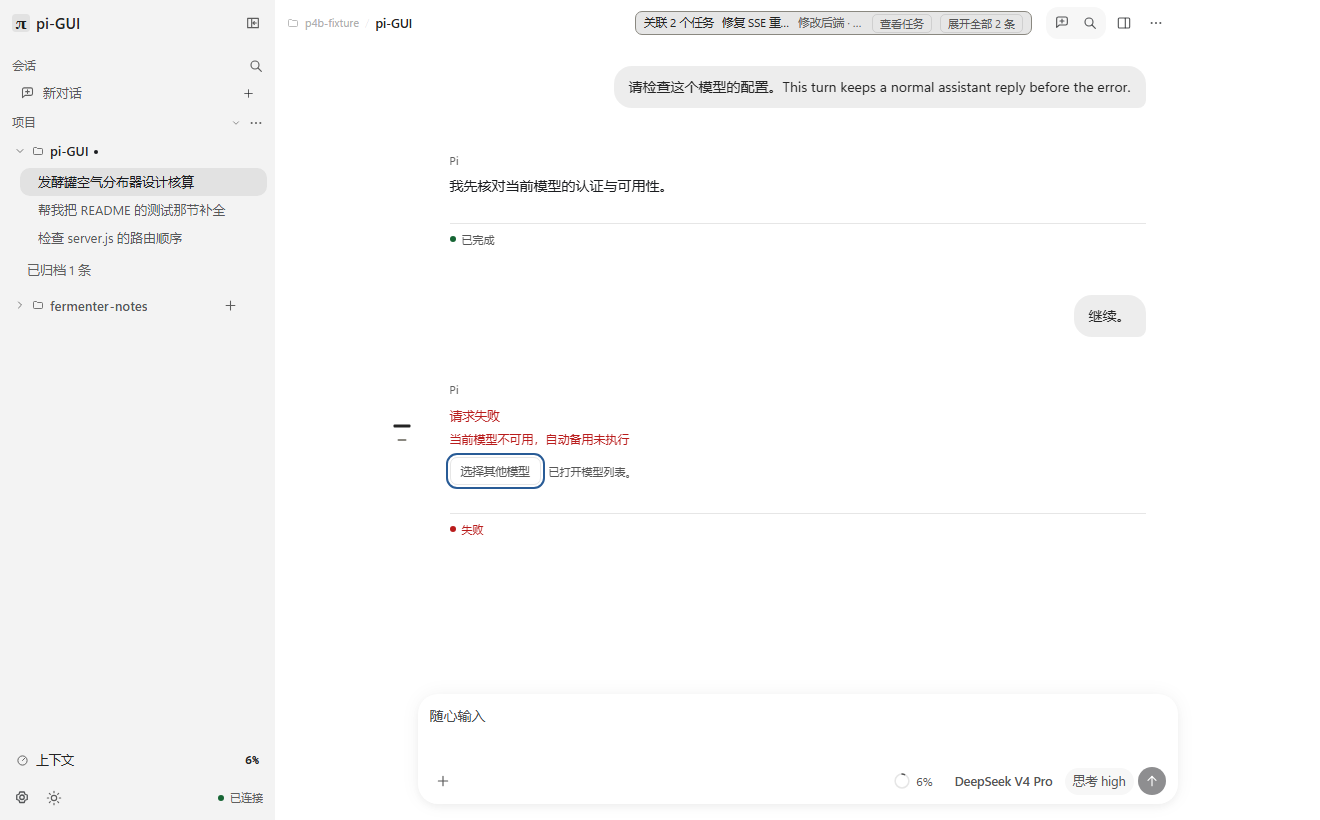 π pi-GUI
会话
新对话
项目
pi-GUI
发酵罐空气分布器设计核算
帮我把 README 的测试那节补全
检查 server.js 的路由顺序
已归档 1 条
fermenter-notes
上下文 6%
已连接
p4b-fixture / pi-GUI
关联 2 个任务 修复 SSE 重... 修改后端 · ... 查看任务 展开全部 2 条
请检查这个模型的配置。This turn keeps a normal assistant reply before the error.
Pi
我先核对当前模型的认证与可用性。
已完成
继续。
Pi
请求失败
当前模型不可用，自动备用未执行
选择其他模型 已打开模型列表。
失败
随心输入
6% DeepSeek V4 Pro 思考 high